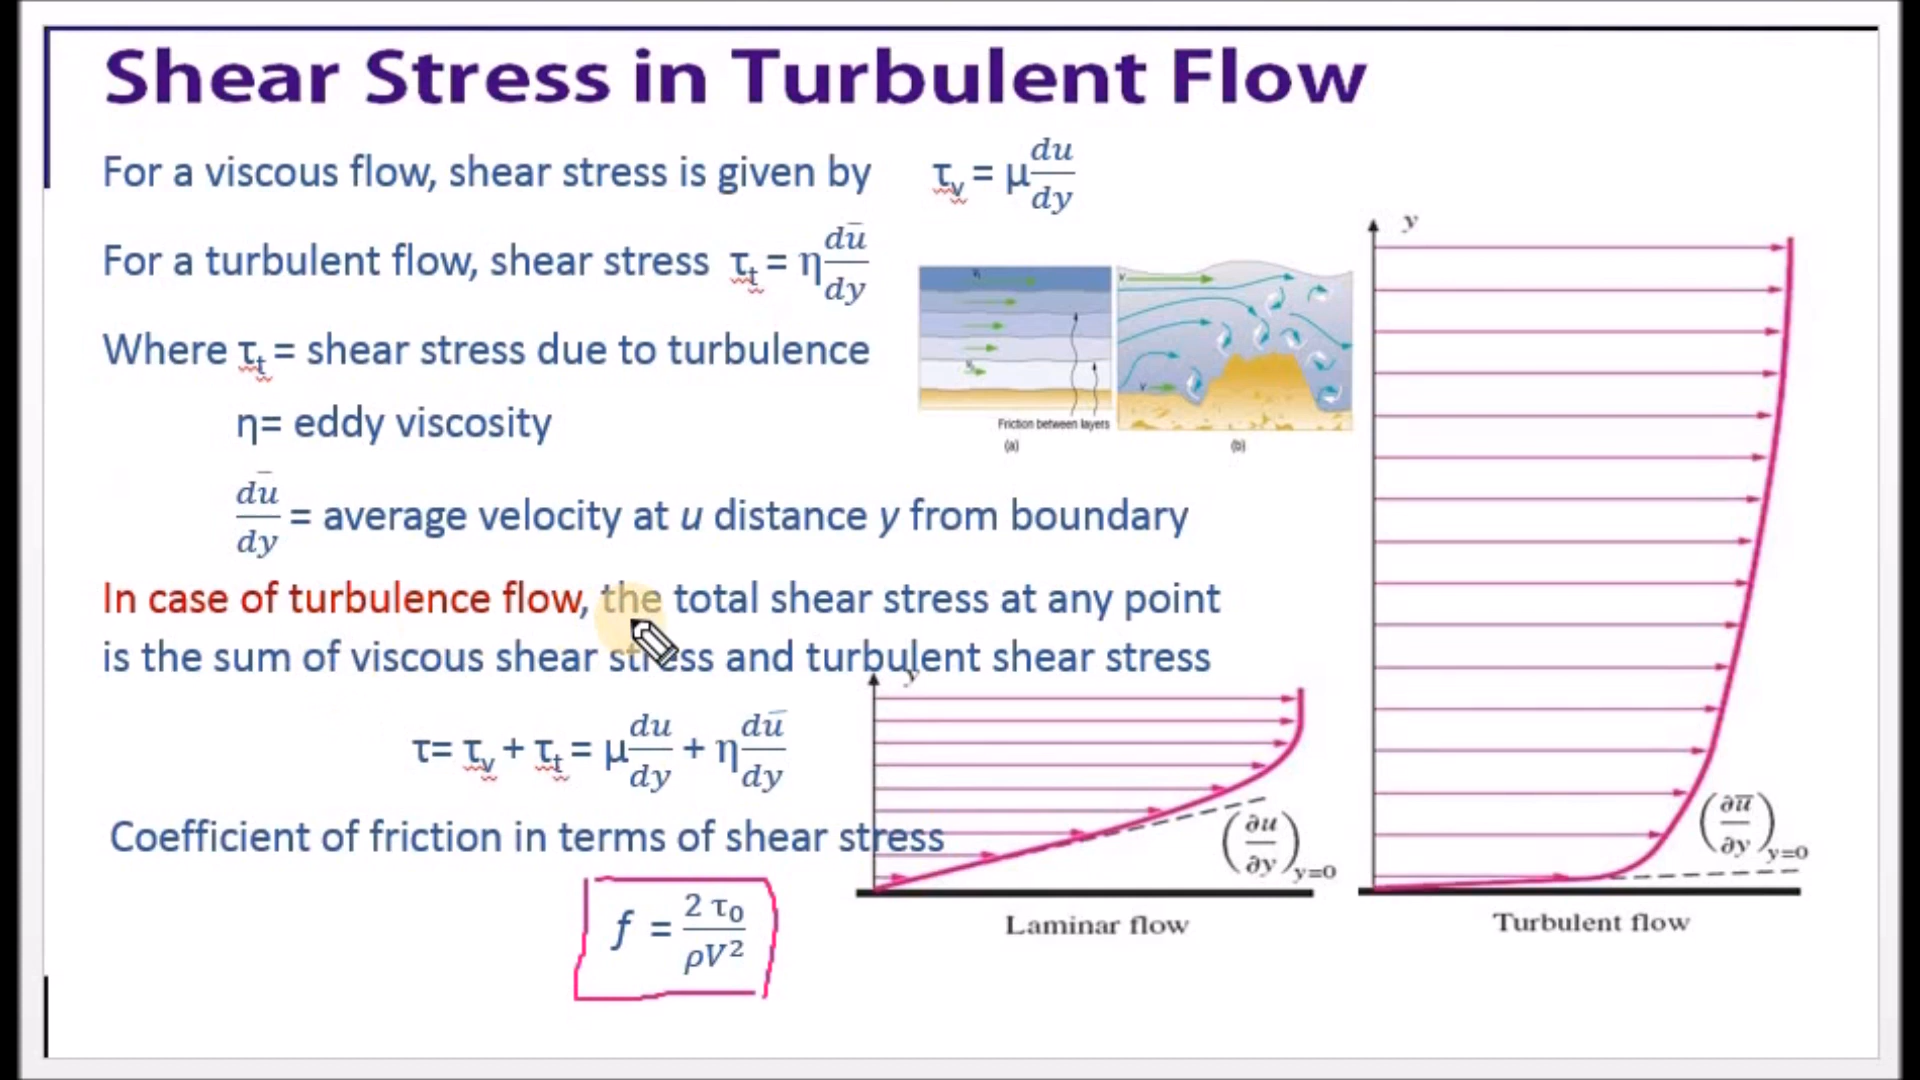 Shear Stress in Turbulent Flow
For a viscous flow, shear stress is given by τᵥ = μ du/dy
For a turbulent flow, shear stress τₜ = η dū/dy
Where τₜ = shear stress due to turbulence
η= eddy viscosity
dū/dy = average velocity at u distance y from boundary
In case of turbulence flow, the total shear stress at any point
is the sum of viscous shear stress and turbulent shear stress
τ= τᵥ + τₜ = μ du/dy + η dū/dy
Coefficient of friction in terms of shear stress
f = 2 τ₀/ρV²
Friction between layers
(a)
(b)
y
(∂u/∂y)y=0
Laminar flow
y
(∂ū/∂y)y=0
Turbulent flow